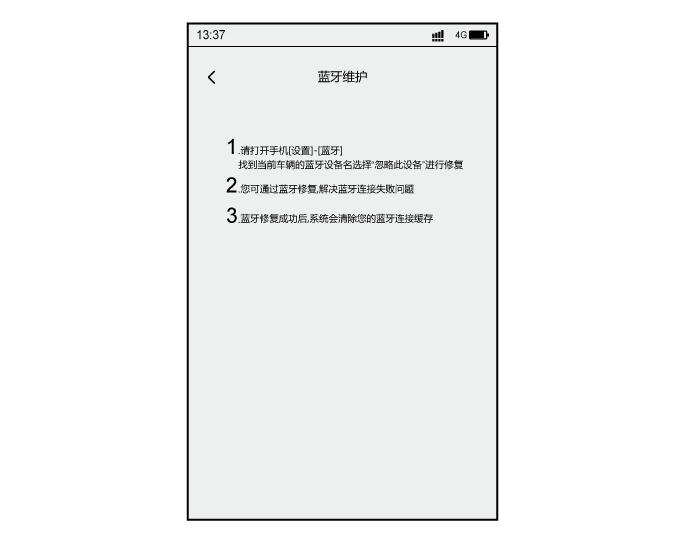 13:37 4G
蓝牙维护
1.请打开手机[设置]-[蓝牙]
找到当前车辆的蓝牙设备名选择“忽略此设备”进行修复
2.您可通过蓝牙修复,解决蓝牙连接失败问题
3.蓝牙修复成功后,系统会清除您的蓝牙连接缓存